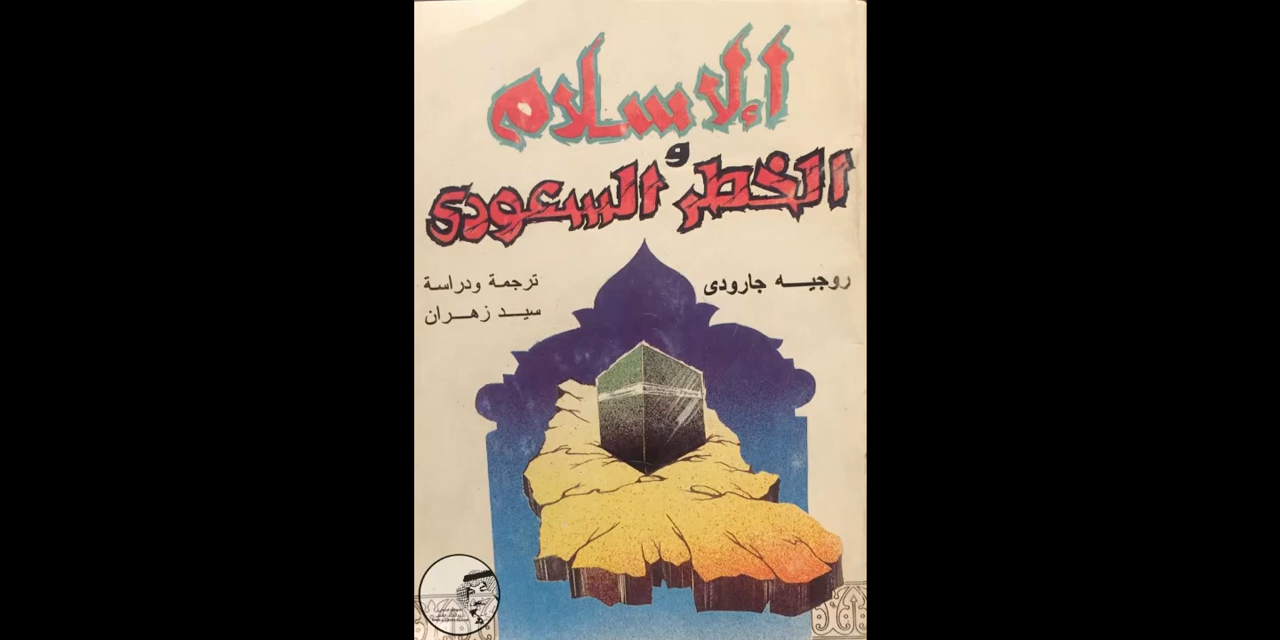 الإسلام
و
الخطر السعودى
روجيه جارودى
ترجمة ودراسة
سيد زهران